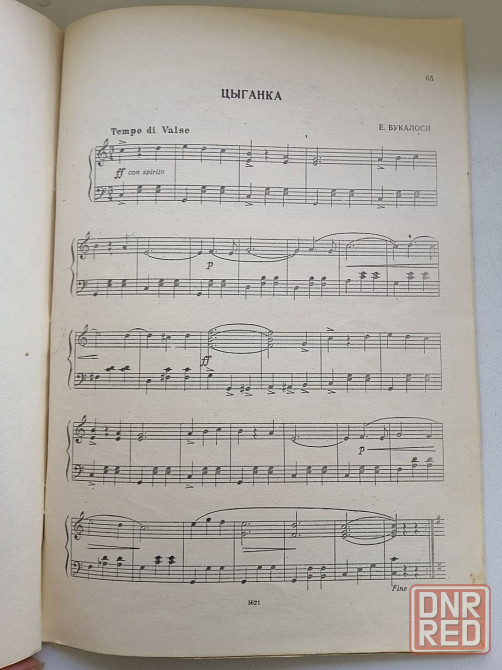 65
ЦЫГАНКА
Tempo di Valse
Е. БУКАЛОСИ
ff con spirito
p
ff
p
Fine
5621
DNR
RED